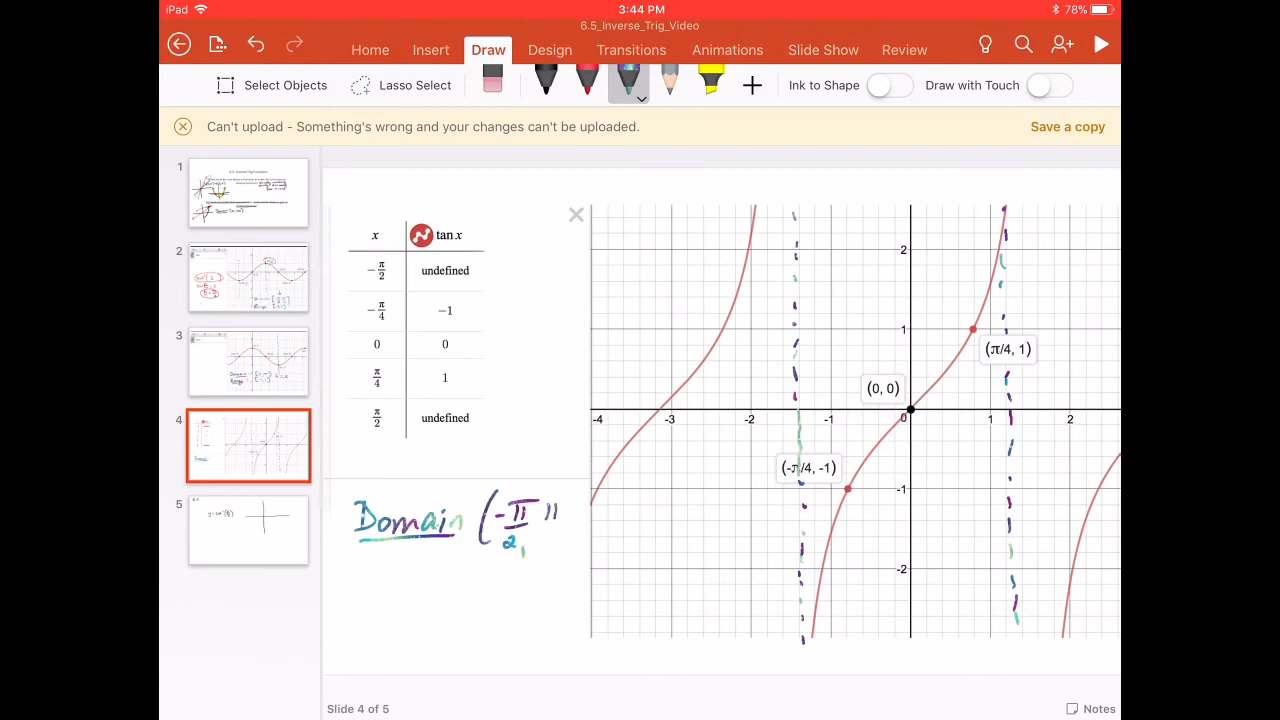 iPad 3:44 PM 78%
6.5_Inverse_Trig_Video
Home Insert Draw Design Transitions Animations Slide Show Review
Select Objects Lasso Select Ink to Shape Draw with Touch
Can't upload - Something's wrong and your changes can't be uploaded. Save a copy
1
2
3
4
5
x tan x
-π/2 undefined
-π/4 -1
0 0
π/4 1
π/2 undefined
2
1
(π/4, 1)
(0, 0)
-4 -3 -2 -1 0 1 2
(-π/4, -1)
-1
-2
Domain (-π/2,
Slide 4 of 5 Notes